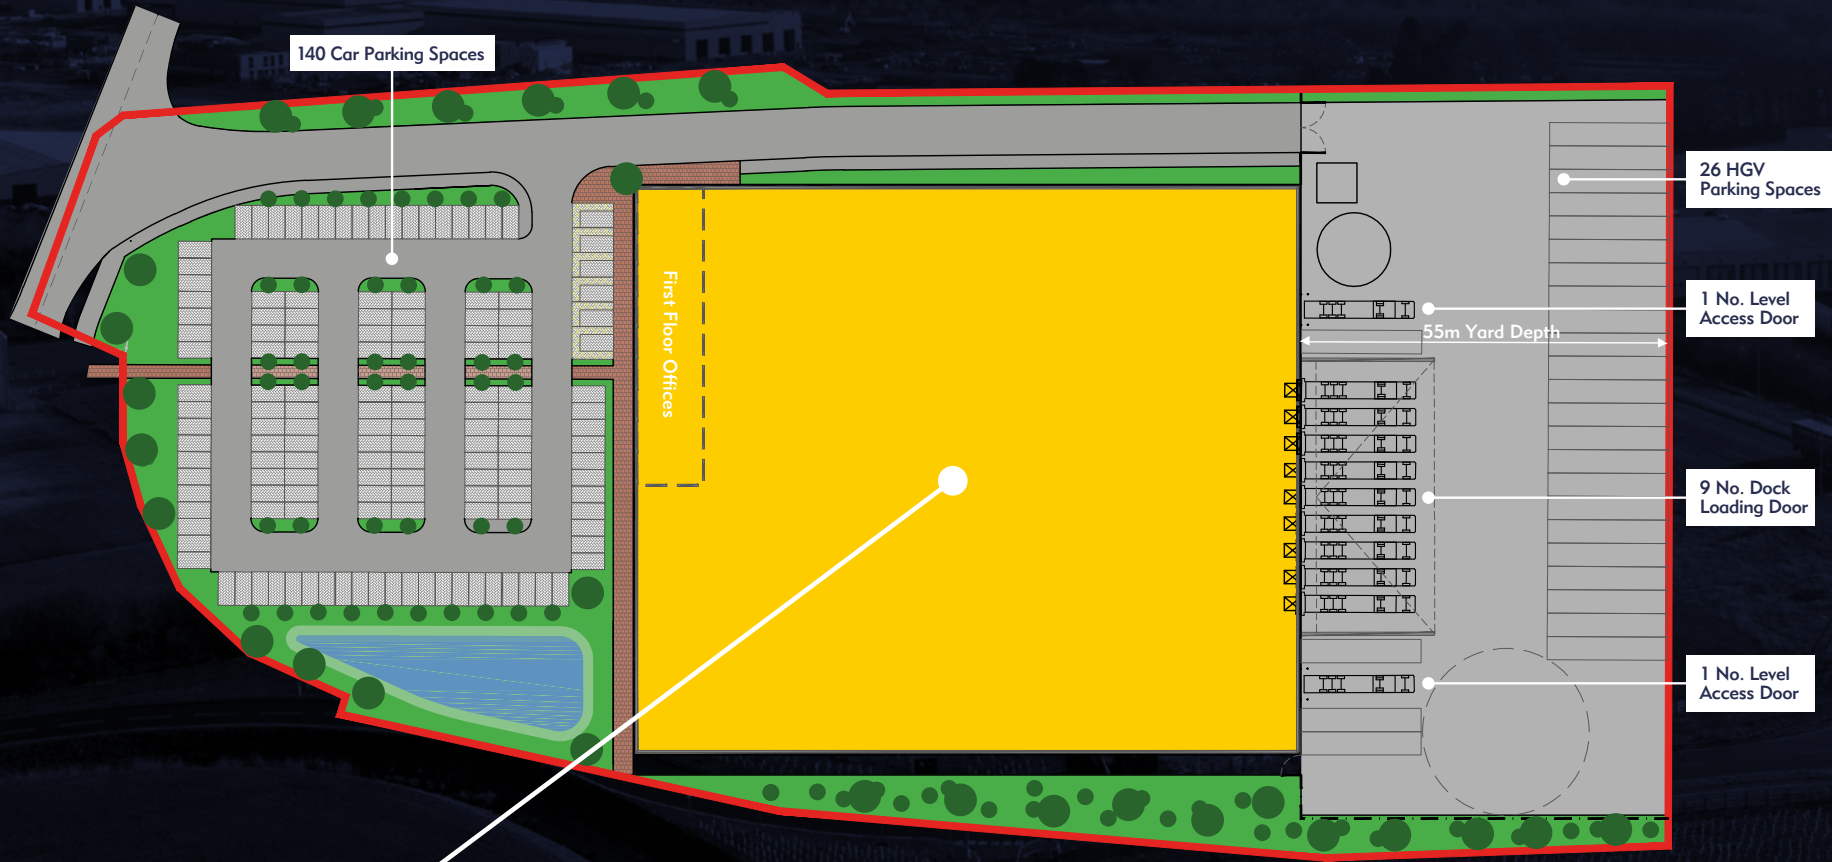 140 Car Parking Spaces
26 HGV
Parking Spaces
First Floor Offices
1 No. Level
Access Door
55m Yard Depth
9 No. Dock
Loading Door
1 No. Level
Access Door